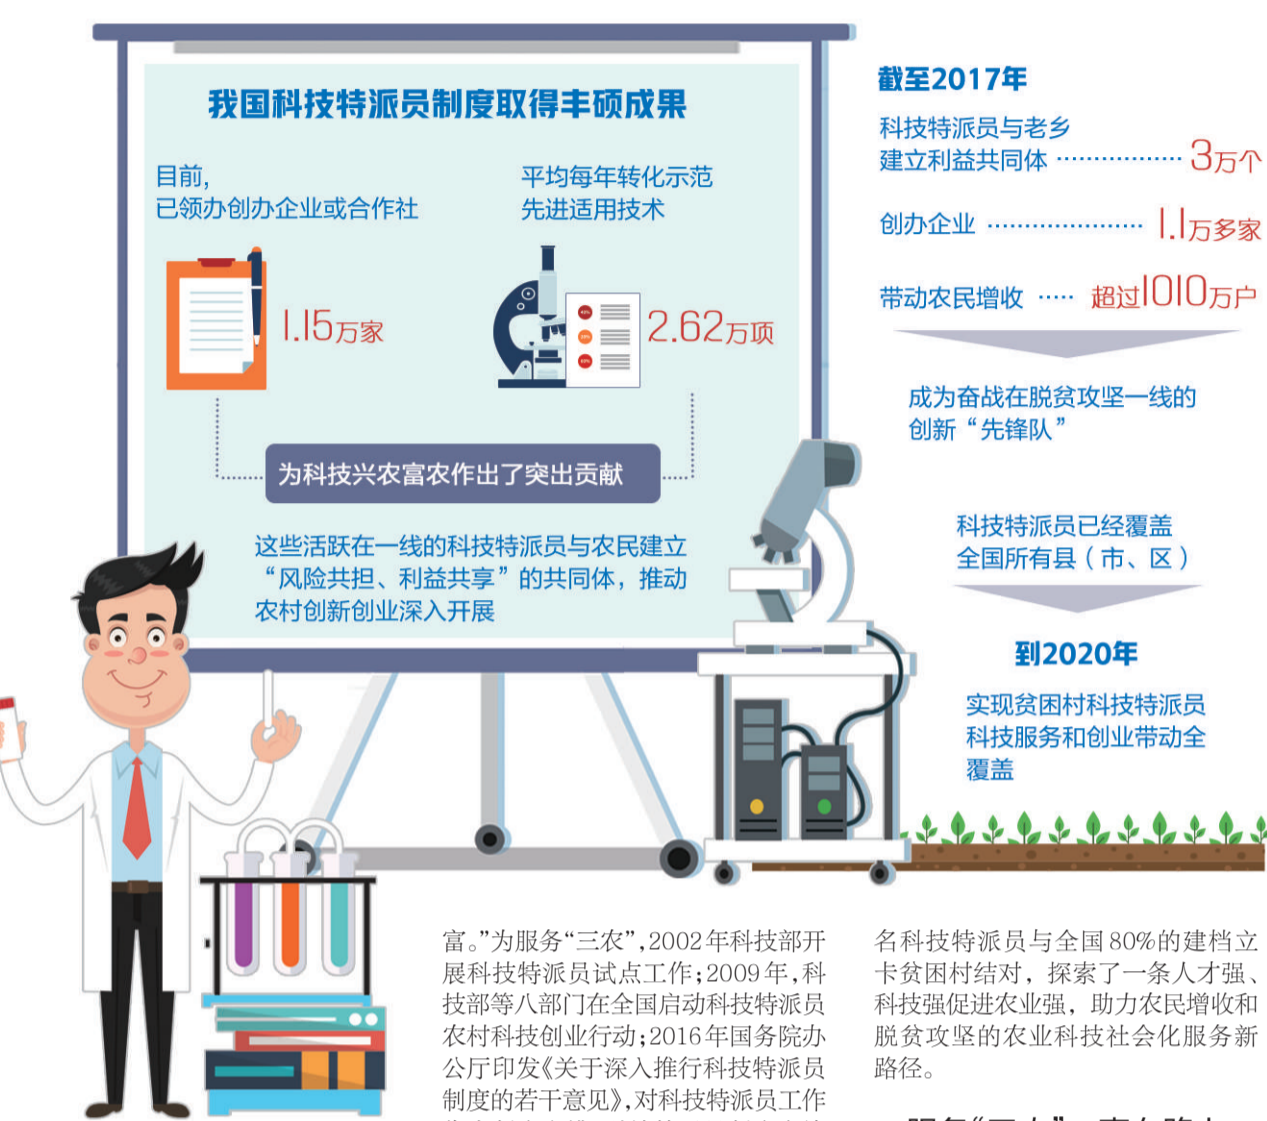 我国科技特派员制度取得丰硕成果
目前,
已领办创办企业或合作社
1.15万家
平均每年转化示范
先进适用技术
2.62万项
为科技兴农富农作出了突出贡献
这些活跃在一线的科技特派员与农民建立
“风险共担、利益共享”的共同体，推动
农村创新创业深入开展
截至2017年
科技特派员与老乡
建立利益共同体 ·················· 3万个
创办企业 ······················ 1.1万多家
带动农民增收 ····· 超过1010万户
成为奋战在脱贫攻坚一线的
创新“先锋队”
科技特派员已经覆盖
全国所有县（市、区）
到2020年
实现贫困村科技特派员
科技服务和创业带动全
覆盖
富。”为服务“三农”,2002年科技部开
展科技特派员试点工作;2009年,科
技部等八部门在全国启动科技特派员
农村科技创业行动;2016年国务院办
公厅印发《关于深入推行科技特派员
制度的若干意见》,对科技特派员工作
名科技特派员与全国80%的建档立
卡贫困村结对，探索了一条人才强、
科技强促进农业强，助力农民增收和
脱贫攻坚的农业科技社会化服务新
路径。